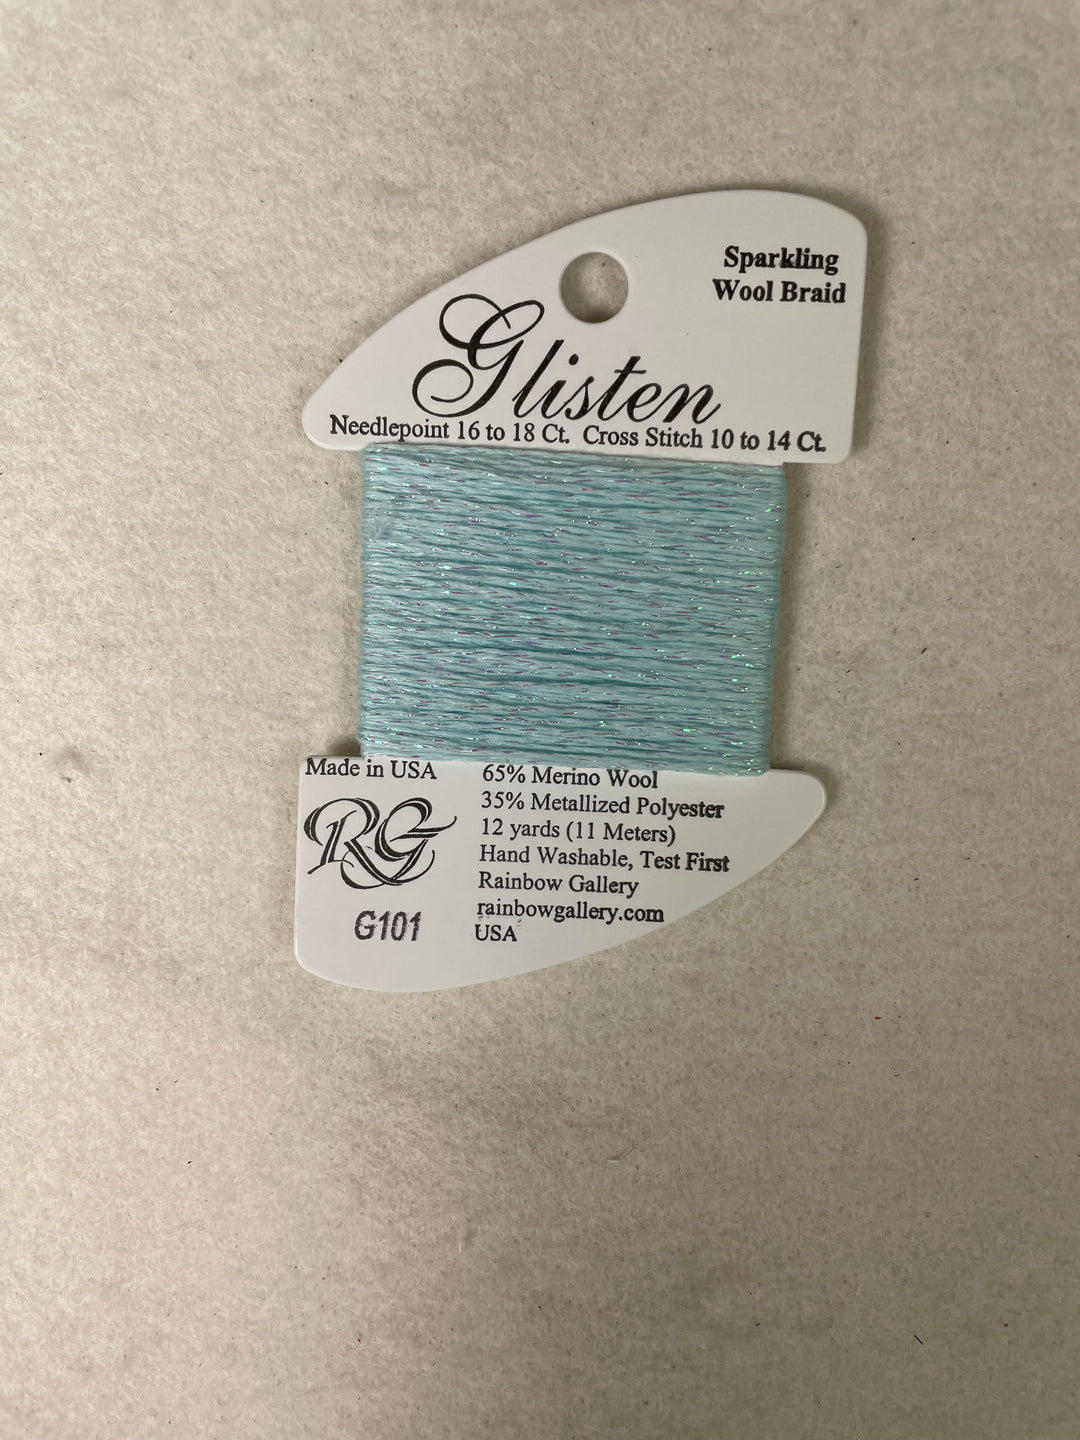 Sparkling
Wool Braid
Glisten
Needlepoint 16 to 18 Ct. Cross Stitch 10 to 14 Ct.
Made in USA
RG
G101
65% Merino Wool
35% Metallized Polyester
12 yards (11 Meters)
Hand Washable, Test First
Rainbow Gallery
rainbowgallery.com
USA